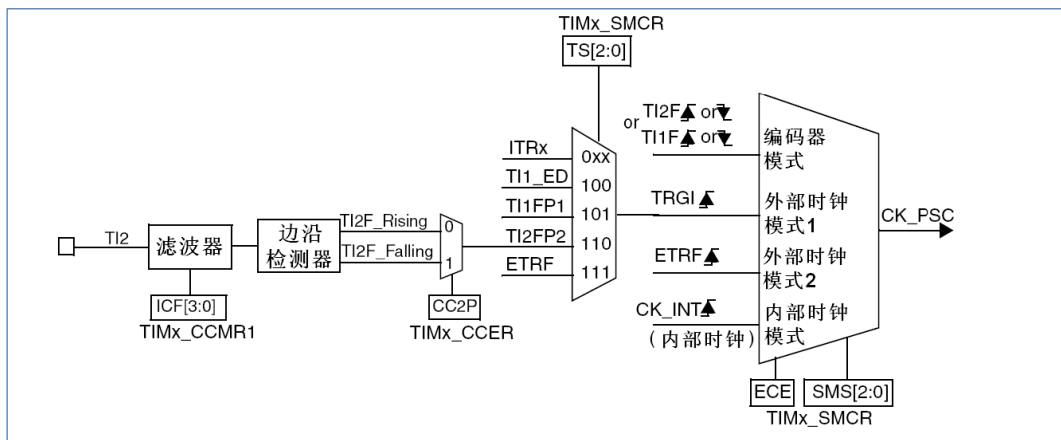 TIMx_SMCR
TS[2:0]
TI2F or
or
TI1F or
编码器
模式
ITRx
0xx
TI1_ED
100
TI1FP1
101
TRGI
外部时钟
模式1
CK_PSC
TI2
滤波器
边沿
检测器
TI2F_Rising
0
TI2F_Falling
1
TI2FP2
110
ETRF
111
ETRF
外部时钟
模式2
ICF[3:0]
TIMx_CCMR1
CC2P
TIMx_CCER
CK_INT
(内部时钟)
内部时钟
模式
ECE
SMS[2:0]
TIMx_SMCR